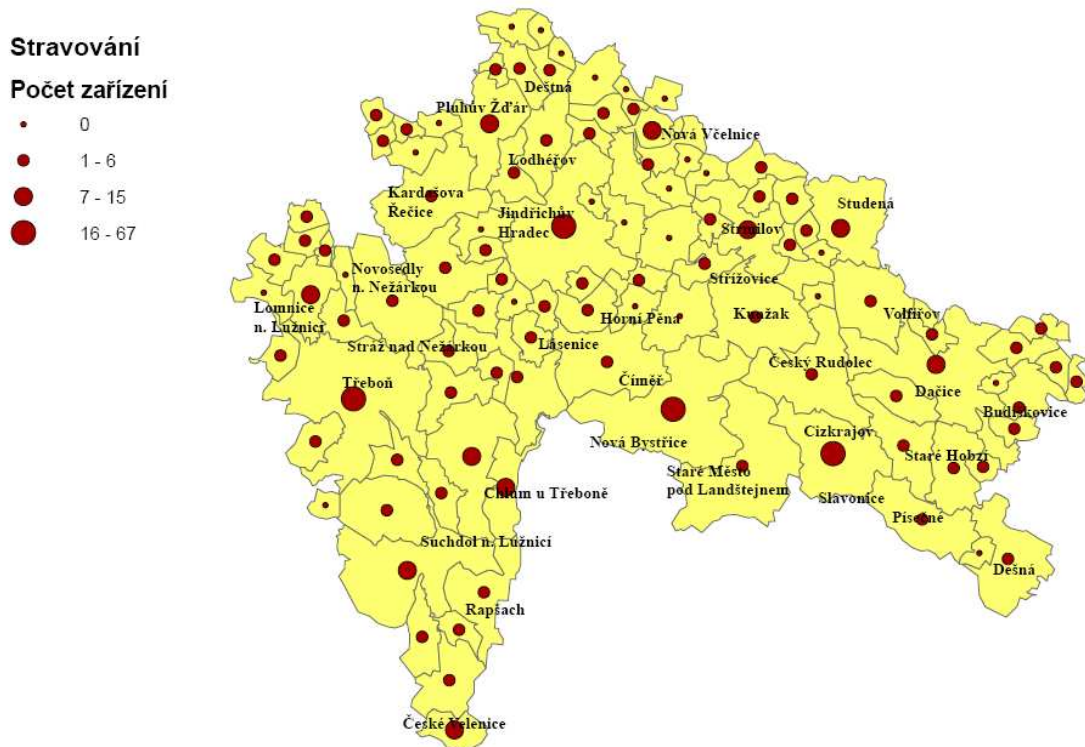 Stravování
Počet zařízení
0
1 - 6
7 - 15
16 - 67
Deštná
Pluhův Žďár
Nová Včelnice
Lodhéřov
Kardašova
Řečice
Jindřichův
Hradec
Studená
Strmilov
Střížovice
Novosedly
n. Nežárkou
Lomnice
n. Lužnicí
Horní Pěna
Kunžak
Volfířov
Stráž nad Nežárkou
Lásenice
Třeboň
Číměř
Český Rudolec
Dačice
Budíškovice
Nová Bystřice
Cizkrajov
Staré Hobzí
Staré Město
pod Landštejnem
Slavonice
Chlum u Třeboně
Písečné
Suchdol n. Lužnicí
Dešná
Rapšach
České Velenice